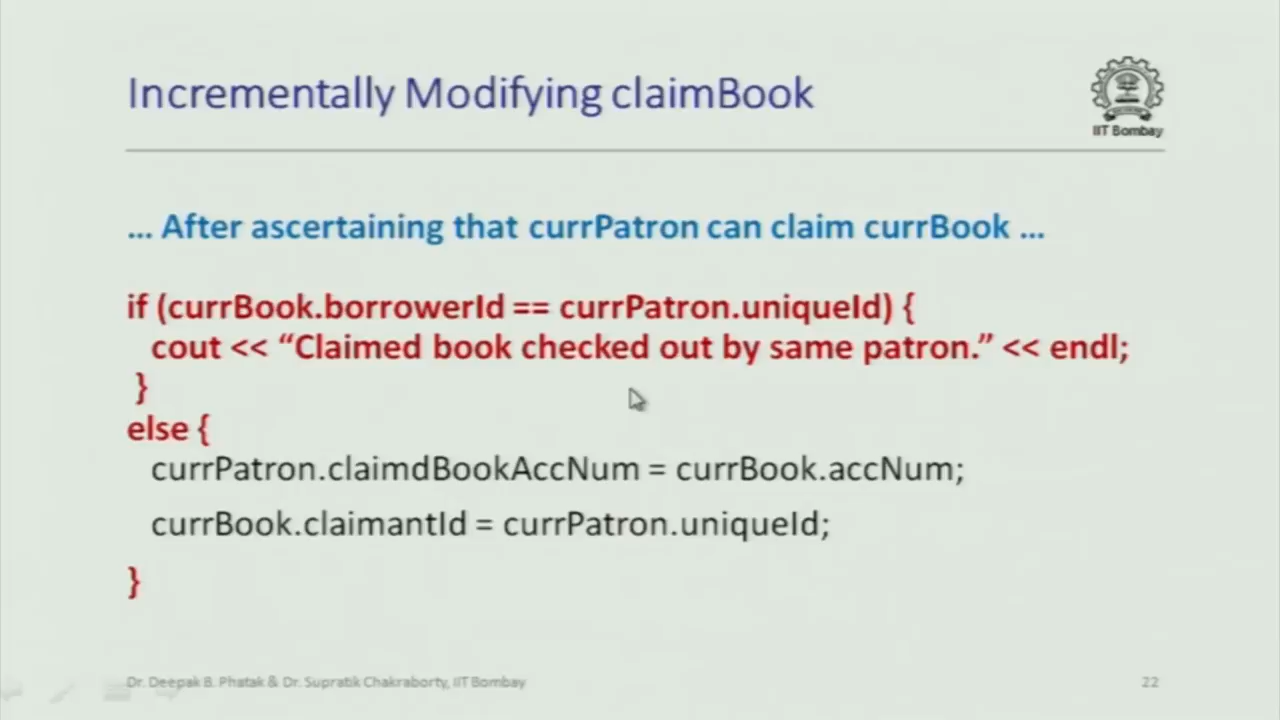 Incrementally Modifying claimBook
IIT Bombay
... After ascertaining that currPatron can claim currBook ...
if (currBook.borrowerId == currPatron.uniqueId) {
cout << “Claimed book checked out by same patron.” << endl;
}
else {
currPatron.claimdBookAccNum = currBook.accNum;
currBook.claimantId = currPatron.uniqueId;
}
Dr. Deepak B. Phatak & Dr. Supratik Chakraborty, IIT Bombay
22